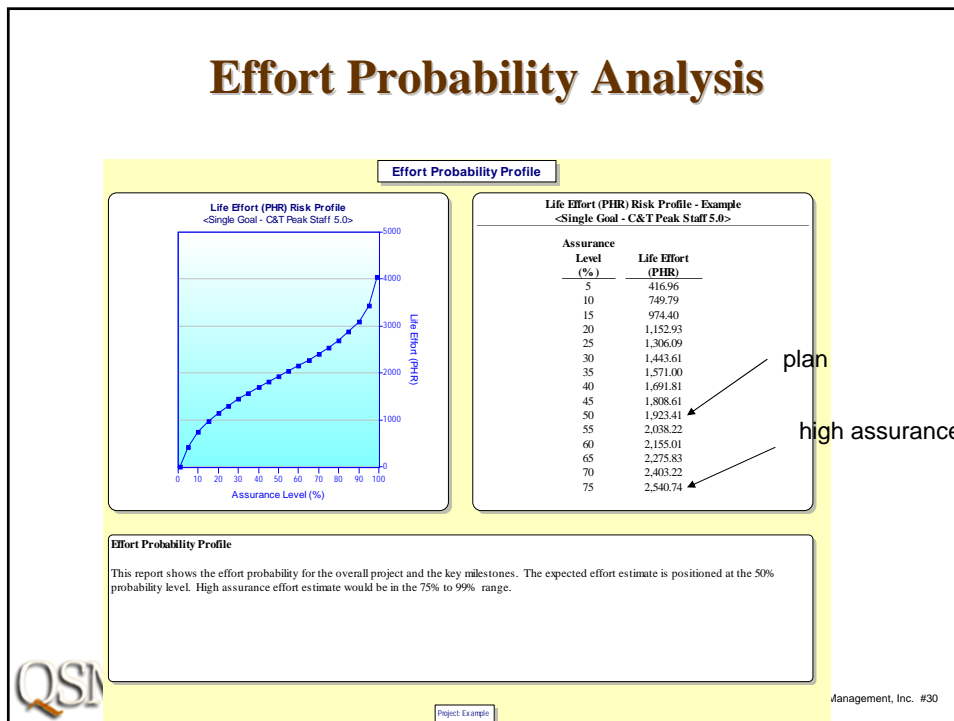 Effort Probability Analysis
Effort Probability Profile
Life Effort (PHR) Risk Profile
<Single Goal - C&T Peak Staff 5.0>
5000
4000
3000
2000
1000
0
Life Effort (PHR)
0 10 20 30 40 50 60 70 80 90 100
Assurance Level (%)
Life Effort (PHR) Risk Profile - Example
<Single Goal - C&T Peak Staff 5.0>
Assurance
Level Life Effort
(%) (PHR)
5 416.96
10 749.79
15 974.40
20 1,152.93
25 1,306.09
30 1,443.61
35 1,571.00
40 1,691.81
45 1,808.61
50 1,923.41
55 2,038.22
60 2,155.01
65 2,275.83
70 2,403.22
75 2,540.74
plan
high assurance
Effort Probability Profile
This report shows the effort probability for the overall project and the key milestones. The expected effort estimate is positioned at the 50%
probability level. High assurance effort estimate would be in the 75% to 99% range.
QSM
Management, Inc. #30
Project: Example